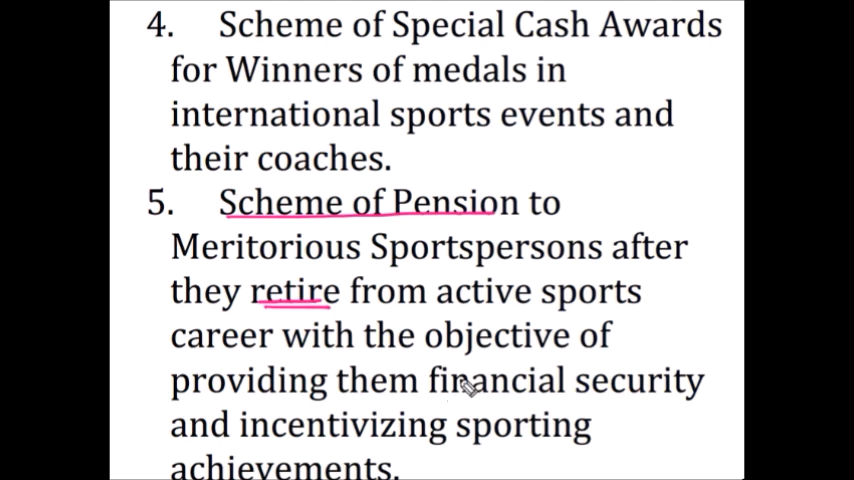 4. Scheme of Special Cash Awards
for Winners of medals in
international sports events and
their coaches.
5. Scheme of Pension to
Meritorious Sportspersons after
they retire from active sports
career with the objective of
providing them financial security
and incentivizing sporting
achievements.